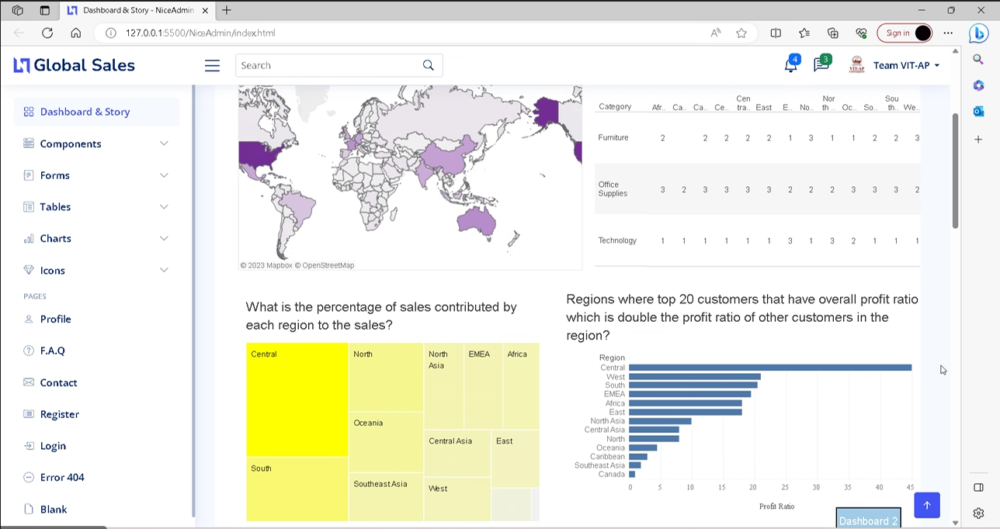 Dashboard & Story - NiceAdmin
127.0.0.1:5500/NiceAdmin/index.html
Sign in
Global Sales
Search
4
3
Team VIT-AP
Dashboard & Story
Components
Forms
Tables
Charts
Icons
PAGES
Profile
F.A.Q
Contact
Register
Login
Error 404
Blank
© 2023 Mapbox © OpenStreetMap
Category Afr.. Ca.. Ca.. Ce.. Cen tra.. East E.. No.. Nor th .. Oc.. So.. Sou th.. We..
Furniture 2 2 2 2 2 1 3 1 1 2 2 3
Office Supplies 3 2 3 3 3 3 2 2 2 3 3 3 2
Technology 1 1 1 1 1 1 3 1 3 2 1 1 1
What is the percentage of sales contributed by
each region to the sales?
Central
North
North
Asia
EMEA
Africa
Oceania
Central Asia
East
South
Southeast Asia
West
Regions where top 20 customers that have overall profit ratio
which is double the profit ratio of other customers in the
region?
Region
Central
West
South
EMEA
Africa
East
North Asia
Central Asia
North
Oceania
Caribbean
Southeast Asia
Canada
0 5 10 15 20 25 30 35 40 45
Profit Ratio
Dashboard 2